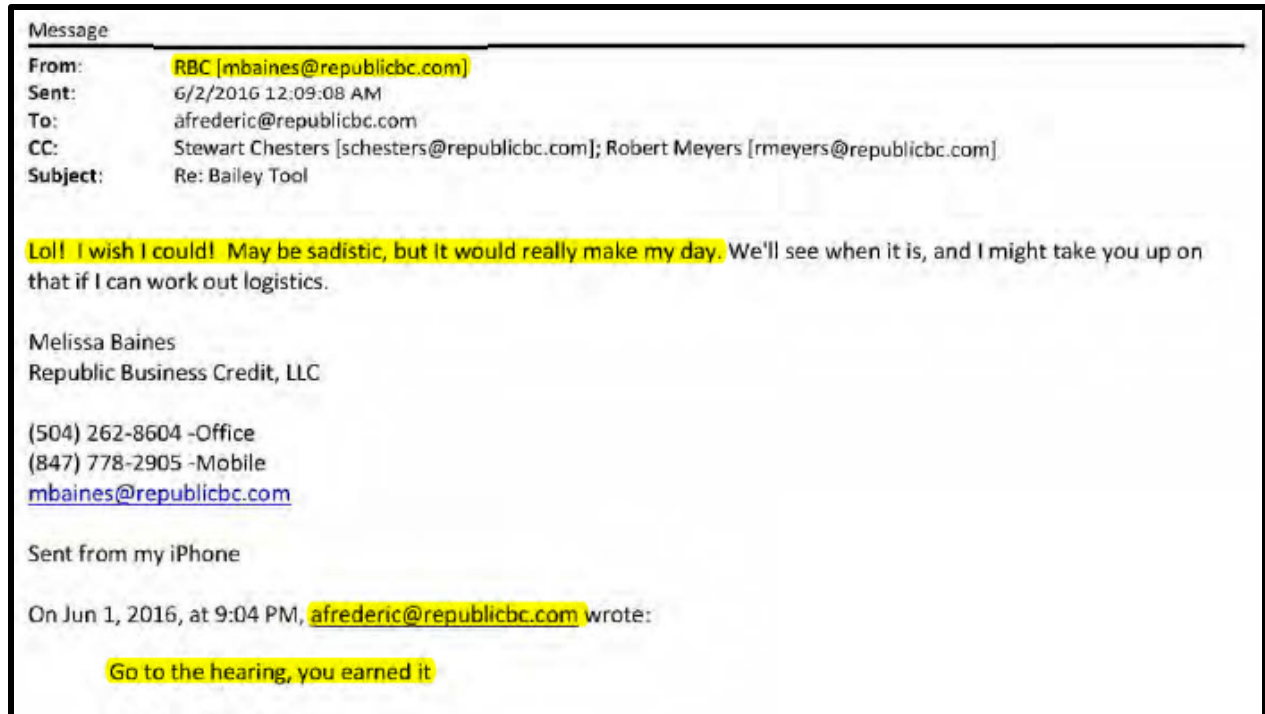 Message
From: RBC [mbaines@republicbc.com]
Sent: 6/2/2016 12:09:08 AM
To: afrederic@republicbc.com
CC: Stewart Chesters [schesters@republicbc.com]; Robert Meyers [rmeyers@republicbc.com]
Subject: Re: Bailey Tool
Lol! I wish I could! May be sadistic, but It would really make my day. We'll see when it is, and I might take you up on
that if I can work out logistics.
Melissa Baines
Republic Business Credit, LLC
(504) 262-8604 -Office
(847) 778-2905 -Mobile
mbaines@republicbc.com
Sent from my iPhone
On Jun 1, 2016, at 9:04 PM, afrederic@republicbc.com wrote:
Go to the hearing, you earned it